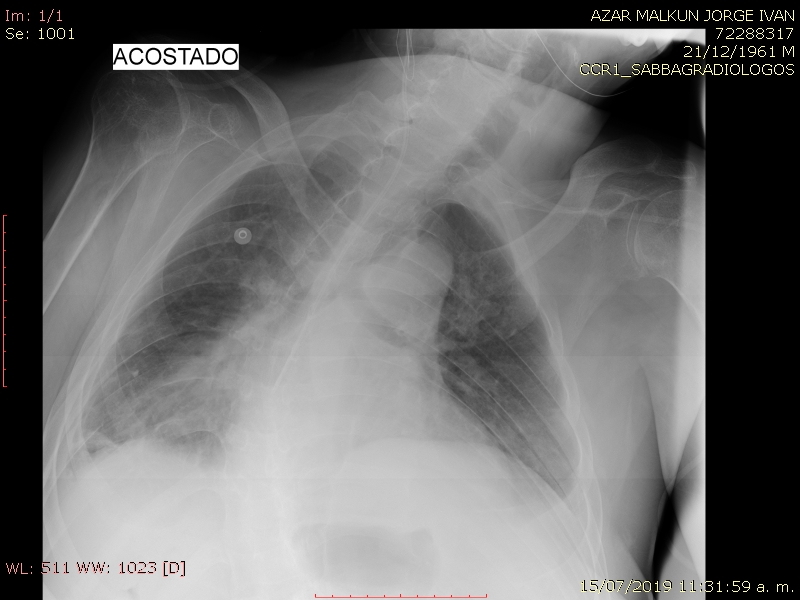 Im: 1/1
Se: 1001
AZAR MALKUN JORGE IVAN
72288317
21/12/1961 M
CCR1_SABBAGRADIOLOGOS
ACOSTADO
WL: 511 WW: 1023 [D]
15/07/2019 11:31:59 a. m.